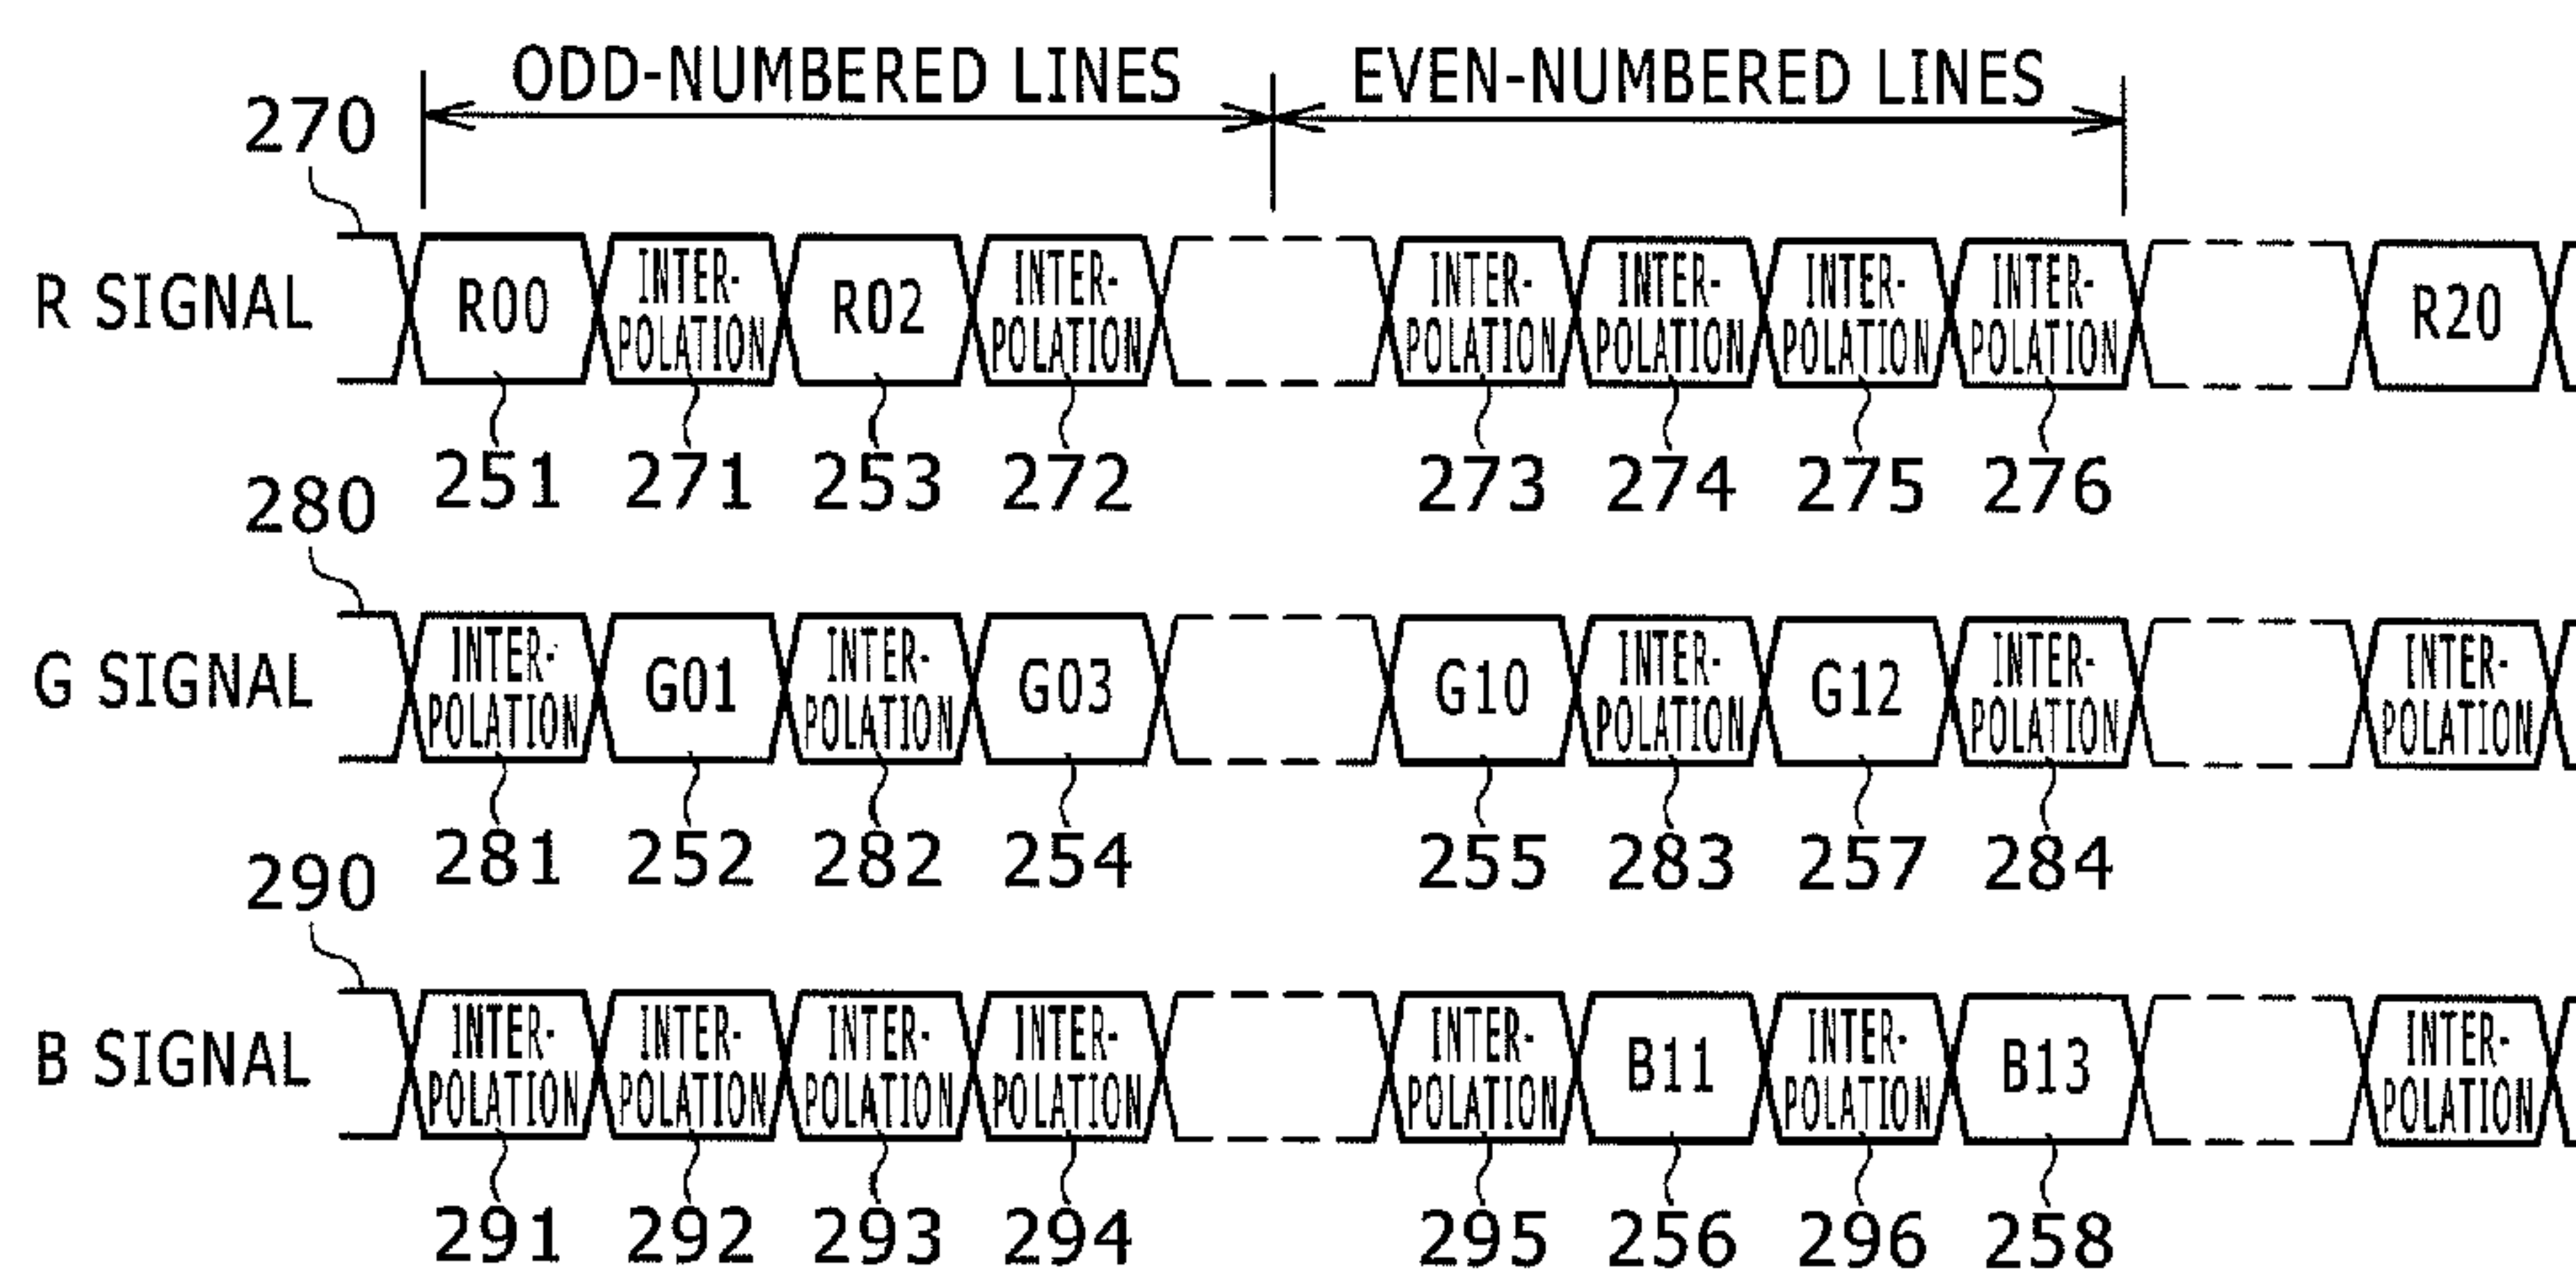 ODD-NUMBERED LINES EVEN-NUMBERED LINES
270
R SIGNAL R00 INTER- R02 INTER- INTER- INTER- INTER- INTER- R20
POLATION POLATION POLATION POLATION POLATION POLATION
251 271 253 272 273 274 275 276
280
G SIGNAL INTER- G01 INTER- G03 G10 INTER- G12 INTER- INTER-
POLATION POLATION POLATION POLATION POLATION
281 252 282 254 255 283 257 284
290
B SIGNAL INTER- INTER- INTER- INTER- INTER- B11 INTER- B13 INTER-
POLATION POLATION POLATION POLATION POLATION POLATION POLATION
291 292 293 294 295 256 296 258